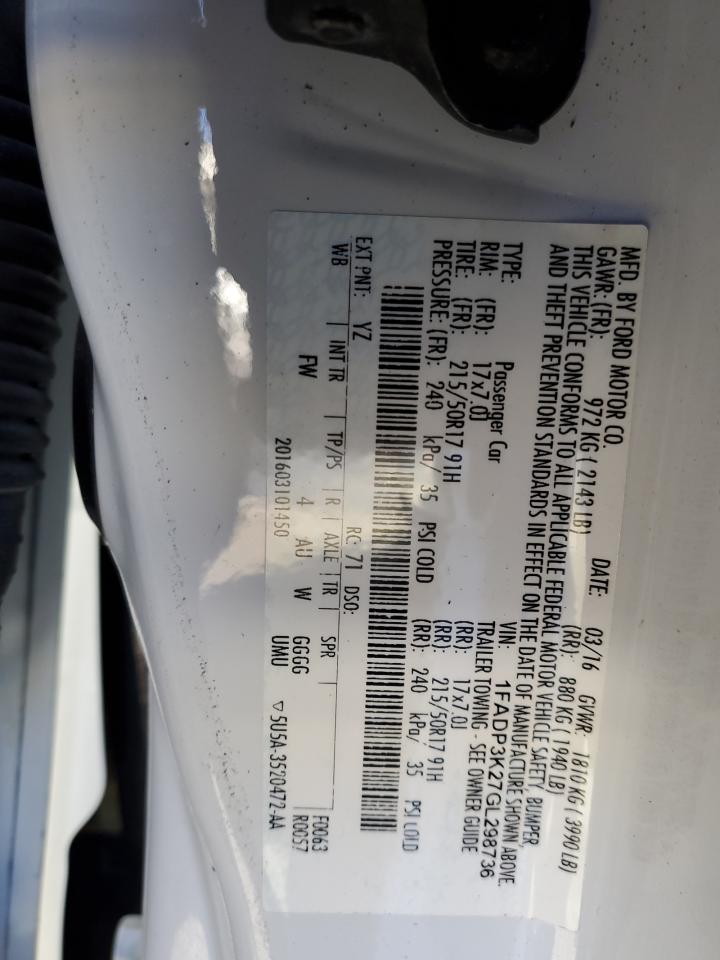 MFD. BY FORD MOTOR CO.
DATE: 03/16 GVWR: 1810 KG ( 3990 LB)
GAWR: (FR): 972 KG ( 2143 LB) (RR): 880 KG ( 1940 LB)
THIS VEHICLE CONFORMS TO ALL APPLICABLE FEDERAL MOTOR VEHICLE SAFETY, BUMPER
AND THEFT PREVENTION STANDARDS IN EFFECT ON THE DATE OF MANUFACTURE SHOWN ABOVE.
VIN: 1FADP3K27GL298736
TYPE: Passenger Car TRAILER TOWING - SEE OWNER GUIDE
RIM: (FR): 17x7.0J (RR): 17x7.0J
TIRE: (FR): 215/50R17 91H (RR): 215/50R17 91H
PRESSURE: (FR): 240 kPa/ 35 PSI COLD (RR): 240 kPa/ 35 PSI COLD
EXT PNT: YZ RC: 71 DSO:
WB INT TR TP/PS R AXLE TR SPR F0063
FW 4 AU W GGGG R0057
201603101450 UMU ▽5U5A-3520472-AA